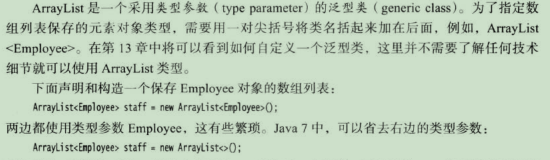 ArrayList 是一个采用类型参数(type parameter)的泛型类(generic class)。为了指定数
组列表保存的元素对象类型,需要用一对尖括号将类名括起来加在后面,例如,ArrayList
<Employee>。在第 13 章中将可以看到如何自定义一个泛型类,这里并不需要了解任何技术
细节就可以使用 ArrayList 类型。
下面声明和构造一个保存 Employee 对象的数组列表:
ArrayList<Employee> staff = new ArrayList<Employee>();
两边都使用类型参数 Employee,这有些繁琐。Java 7 中,可以省去右边的类型参数:
ArrayList<Employee> staff = new ArrayList<>();